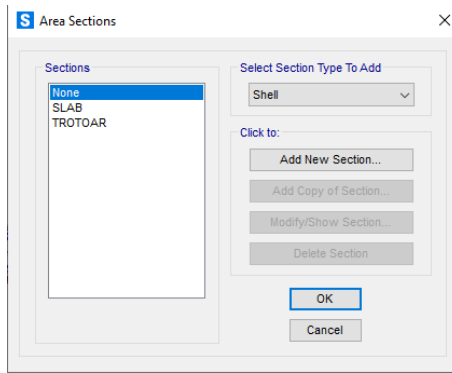 S Area Sections
Sections
None
SLAB
TROTOAR
Select Section Type To Add
Shell
Click to:
Add New Section...
Add Copy of Section...
Modify/Show Section...
Delete Section
OK
Cancel